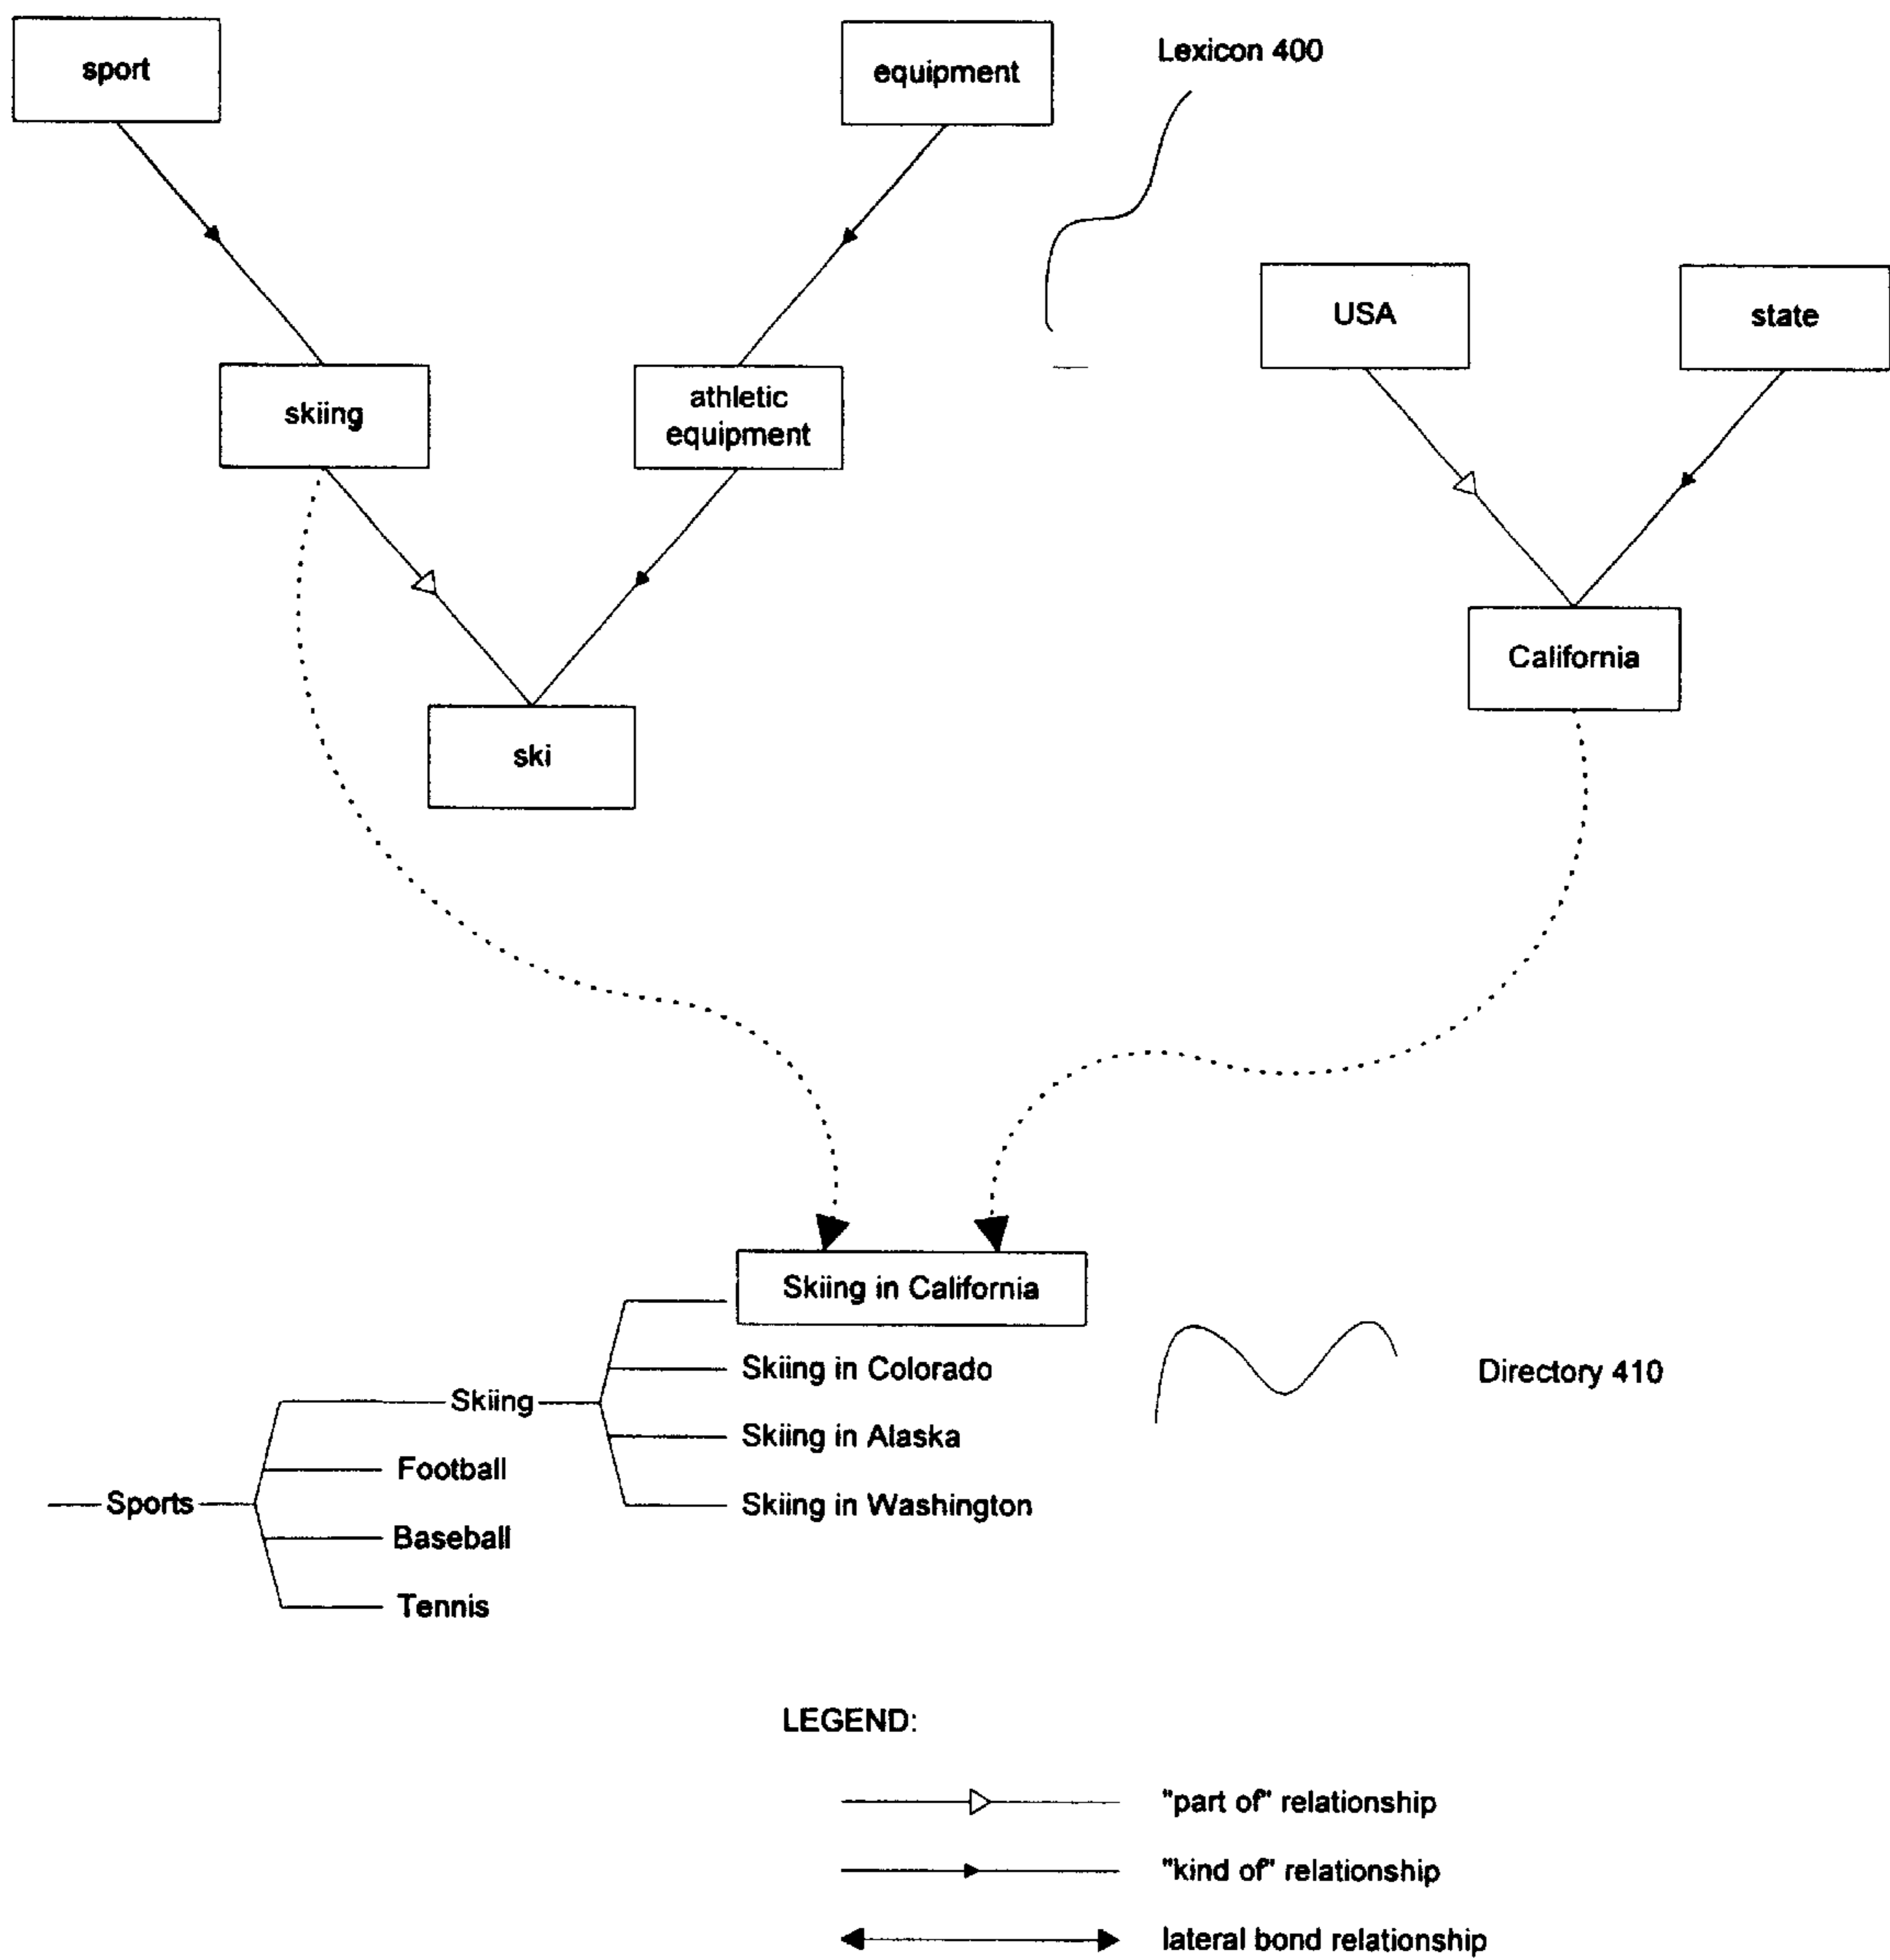 sport
equipment
Lexicon 400
USA
state
skiing
athletic
equipment
California
ski
Skiing in California
Skiing in Colorado
Directory 410
Skiing
Skiing in Alaska
Football
Sports
Skiing in Washington
Baseball
Tennis
LEGEND:
"part of" relationship
"kind of" relationship
lateral bond relationship